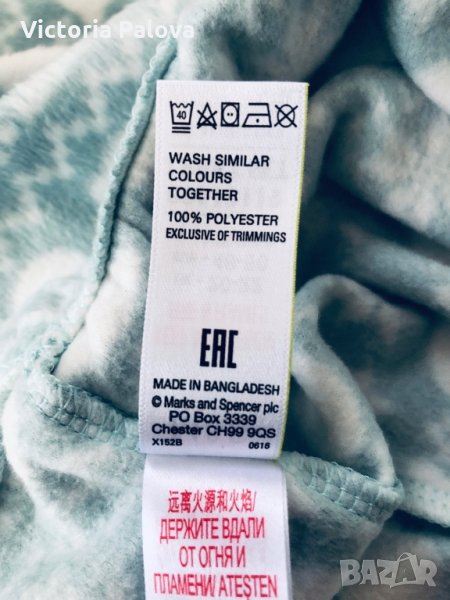 Victoria Palova
40
WASH SIMILAR
COLOURS
TOGETHER
100% POLYESTER
EXCLUSIVE OF TRIMMINGS
EAC
MADE IN BANGLADESH
© Marks and Spencer plc
PO Box 3339
Chester CH99 9QS
X152B 0616
远离火源和火焰/
ДЕРЖИТЕ ВДАЛИ
ОТ ОГНЯ И
ПЛАМЕНИ/ ATEŞTEN
BAZAR